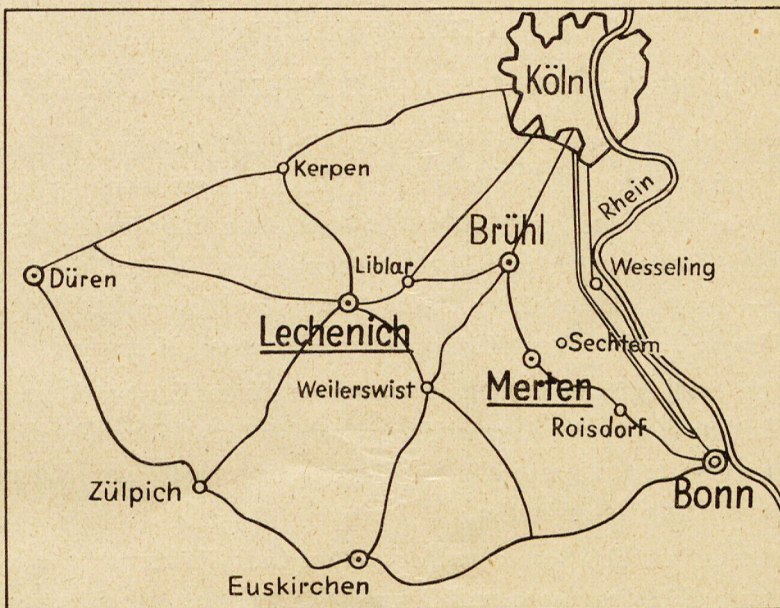 Köln
Kerpen
Rhein
Brühl
Liblar
Wesseling
Düren
Lechenich
Sechtem
Weilerswist
Merten
Roisdorf
Zülpich
Bonn
Euskirchen